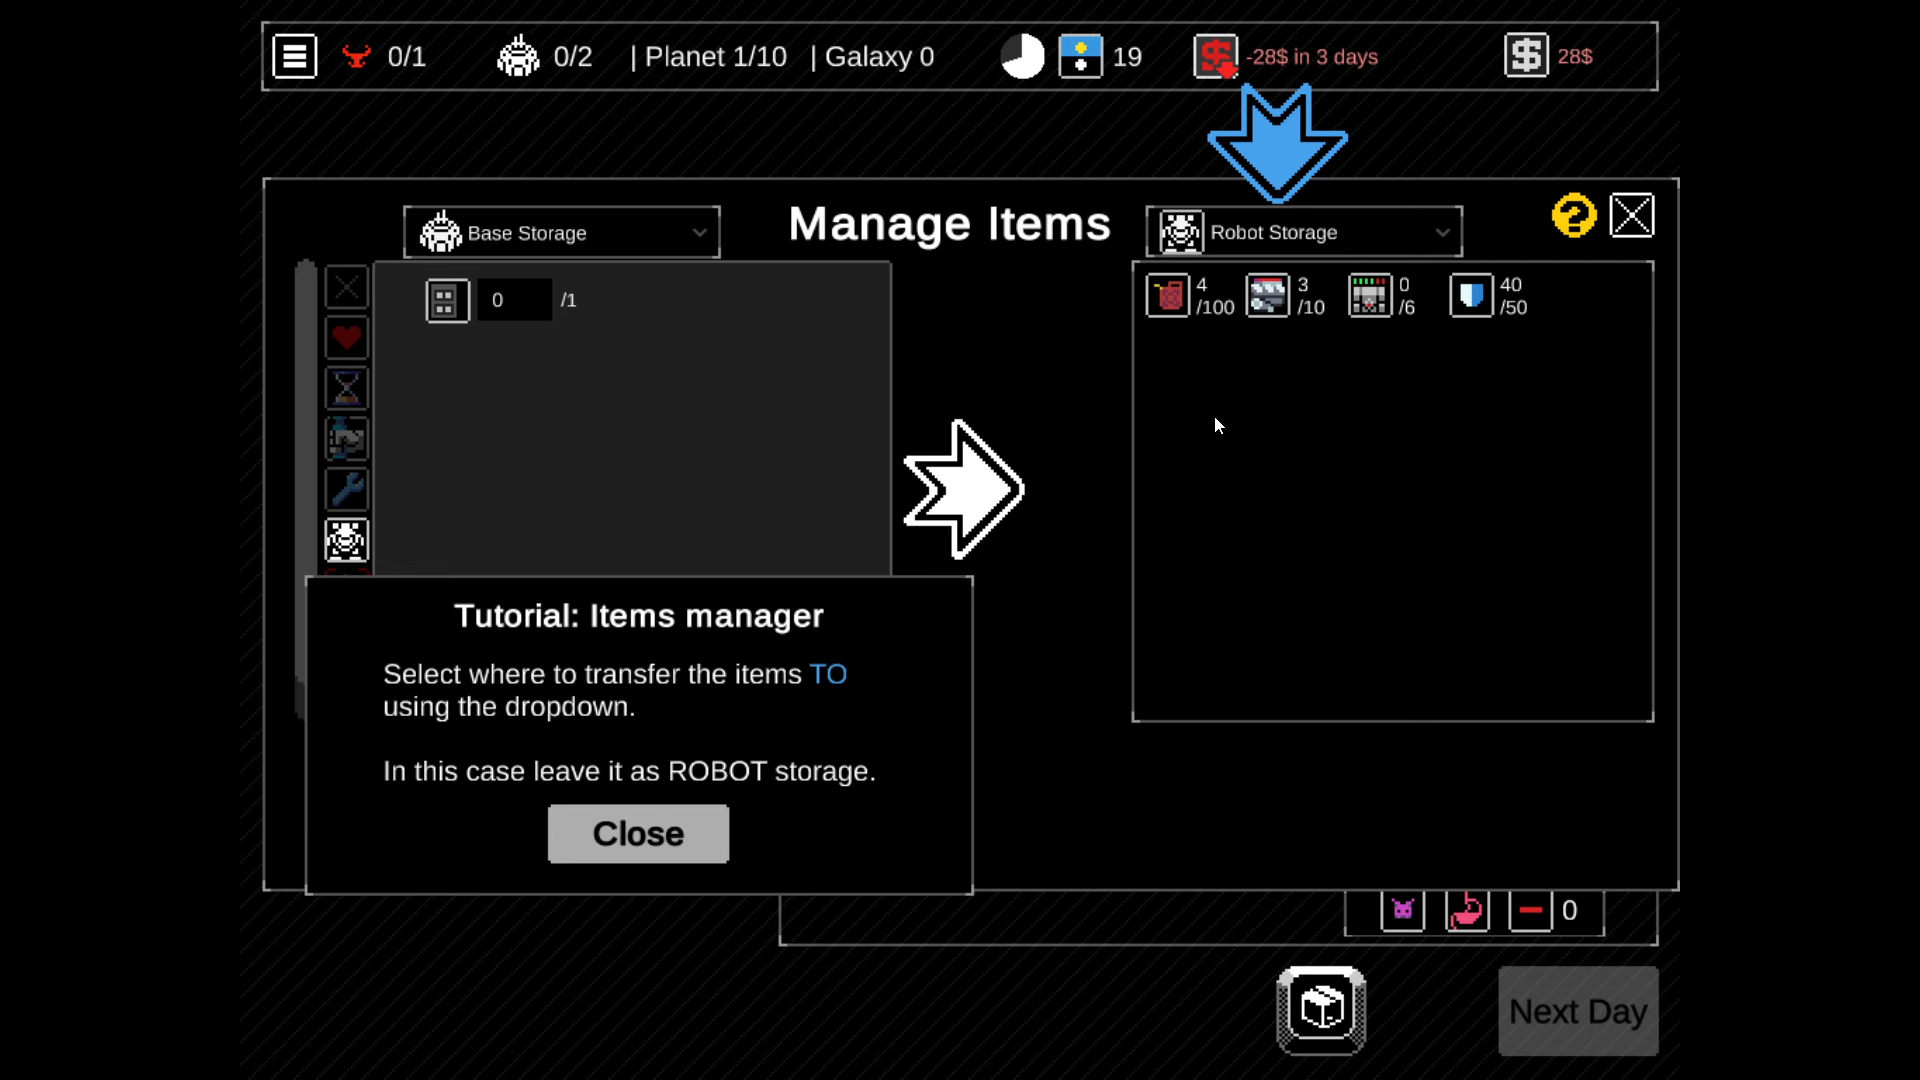 0/1 0/2 | Planet 1/10 | Galaxy 0 19 -28$ in 3 days 28$
Base Storage Manage Items Robot Storage ?
0 /1
4 /100 3 /10 0 /6 40 /50
Tutorial: Items manager
Select where to transfer the items TO
using the dropdown.
In this case leave it as ROBOT storage.
Close
0
Next Day